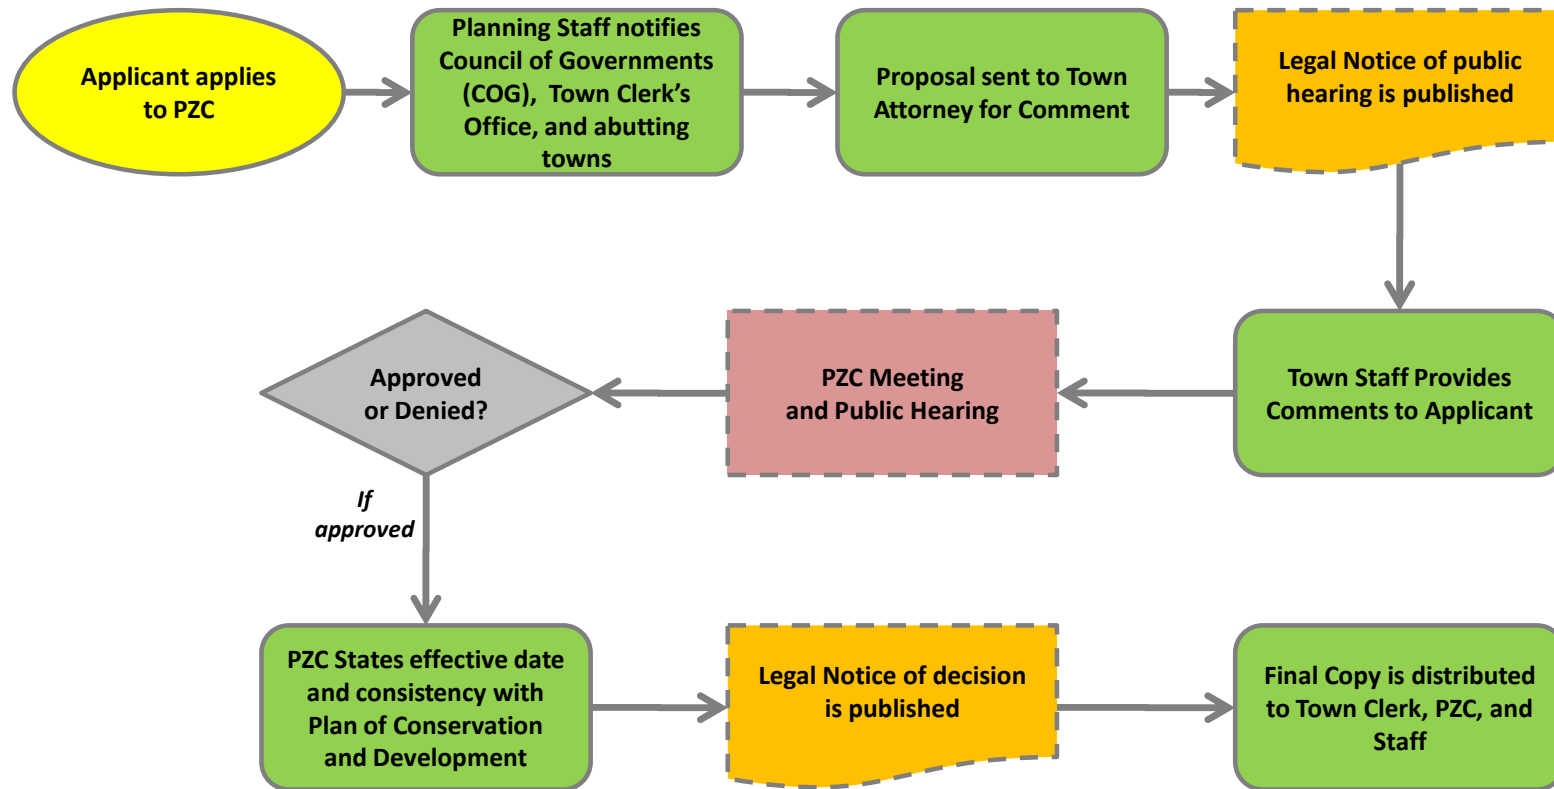 Applicant applies
to PZC
Planning Staff notifies
Council of Governments
(COG),  Town Clerk’s
Office, and abutting
towns
Proposal sent to Town
Attorney for Comment
Legal Notice of public
hearing is published
Town Staff Provides
Comments to Applicant
PZC Meeting
and Public Hearing
Approved
or Denied?
If
approved
PZC States effective date
and consistency with
Plan of Conservation
and Development
Legal Notice of decision
is published
Final Copy is distributed
to Town Clerk, PZC, and
Staff